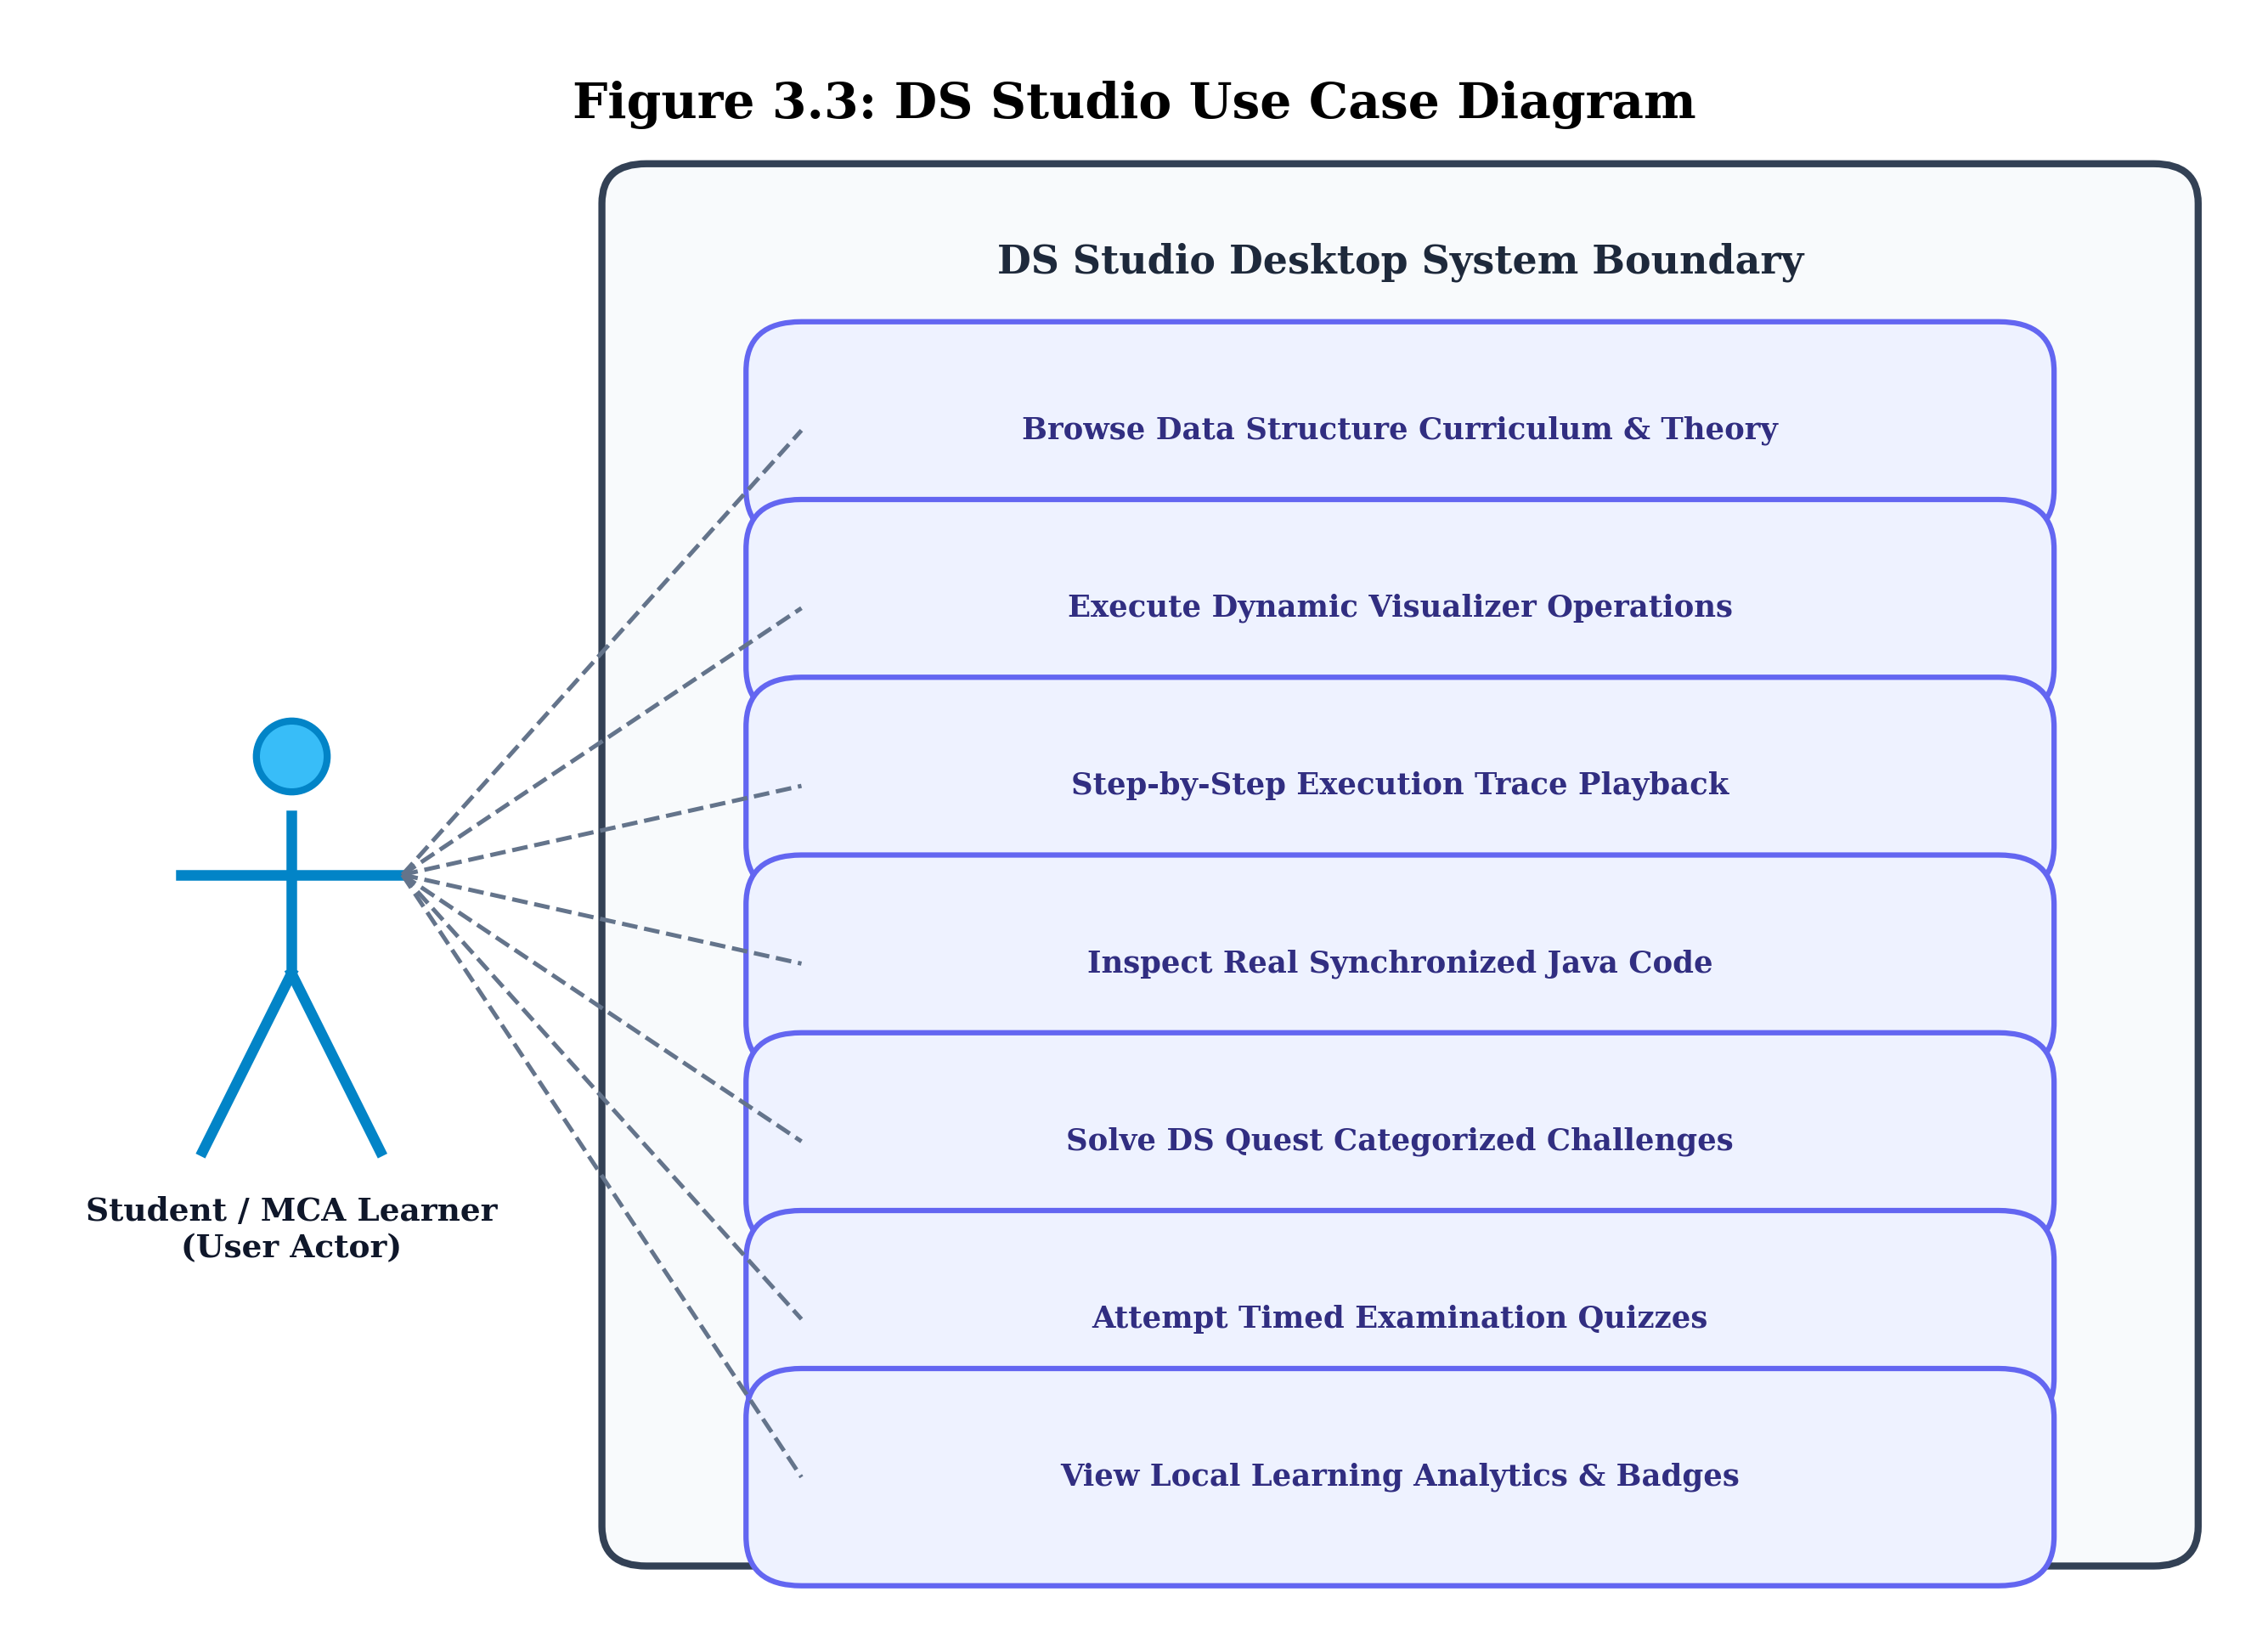 Figure 3.3: DS Studio Use Case Diagram
DS Studio Desktop System Boundary
Browse Data Structure Curriculum & Theory
Execute Dynamic Visualizer Operations
Step-by-Step Execution Trace Playback
Inspect Real Synchronized Java Code
Solve DS Quest Categorized Challenges
Attempt Timed Examination Quizzes
View Local Learning Analytics & Badges
Student / MCA Learner
(User Actor)